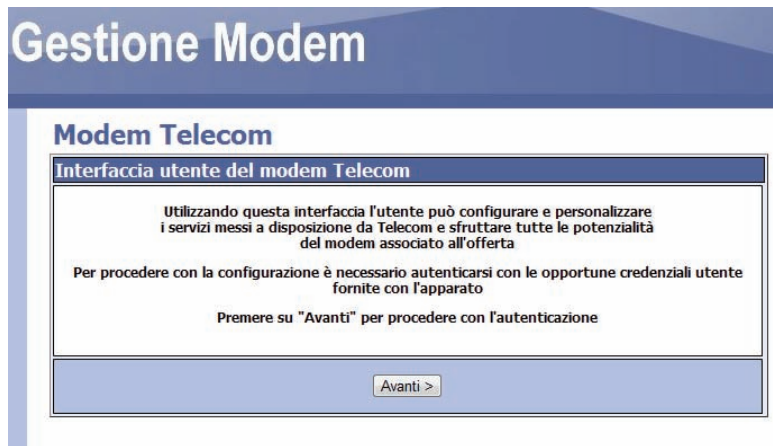 Gestione Modem
Modem Telecom
Interfaccia utente del modem Telecom
Utilizzando questa interfaccia l'utente può configurare e personalizzare
i servizi messi a disposizione da Telecom e sfruttare tutte le potenzialità
del modem associato all'offerta
Per procedere con la configurazione è necessario autenticarsi con le opportune credenziali utente
fornite con l'apparato
Premere su "Avanti" per procedere con l'autenticazione
Avanti >